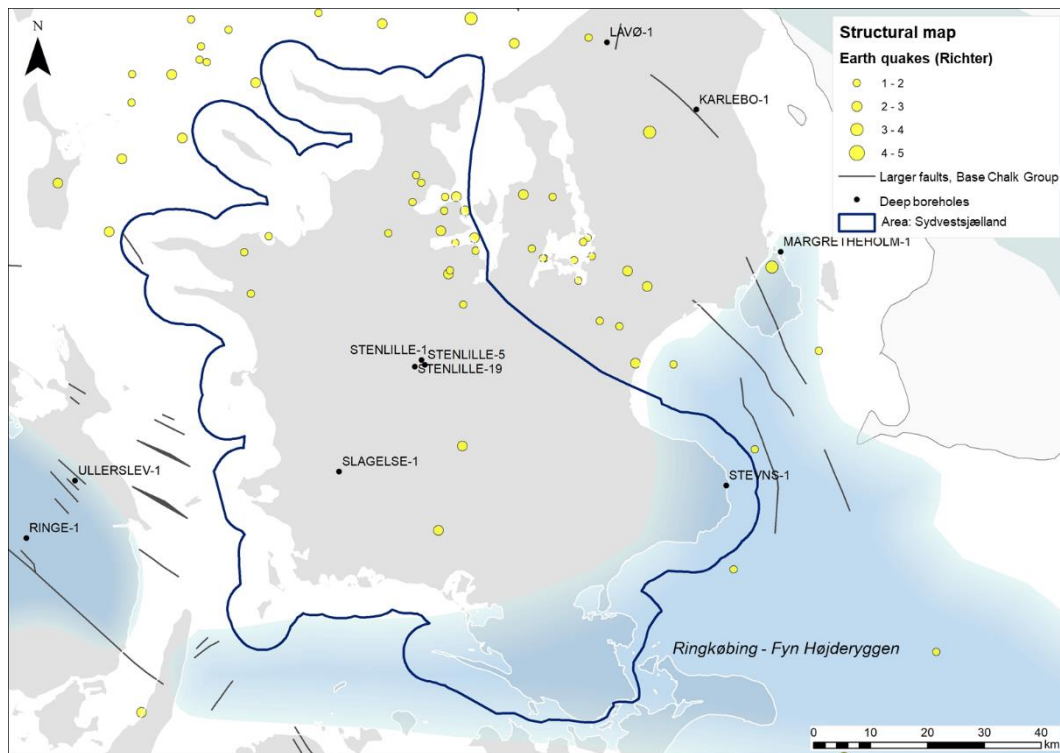 N
LAVØ-1
KARLEBO-1
MARGRETHEHOLM-1
STENLILLE-1
STENLILLE-5
STENLILLE-19
SLAGELSE-1
ULLERSLEV-1
STEVNS-1
RINGE-1
Ringkøbing - Fyn Højderyggen
Structural map
Earth quakes (Richter)
1 - 2
2 - 3
3 - 4
4 - 5
Larger faults, Base Chalk Group
Deep boreholes
Area: Sydvestsjælland
0 10 20 30 40
km